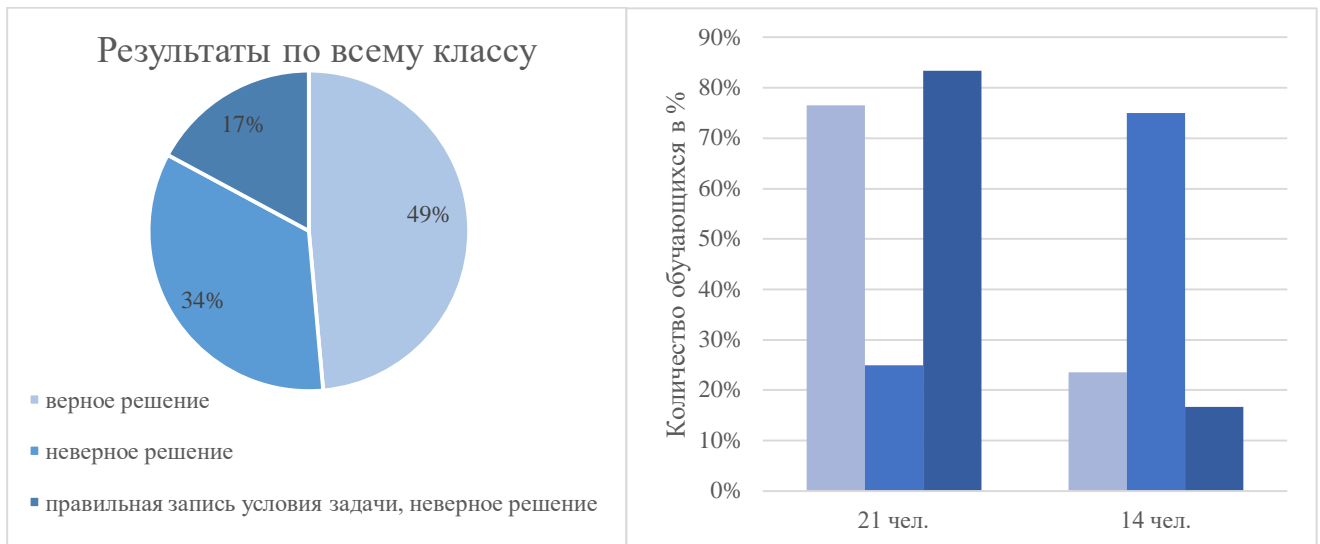 Результаты по всему классу
17%
49%
34%
верное решение
неверное решение
правильная запись условия задачи, неверное решение
Количество обучающихся в %
90%
80%
70%
60%
50%
40%
30%
20%
10%
0%
21 чел.
14 чел.